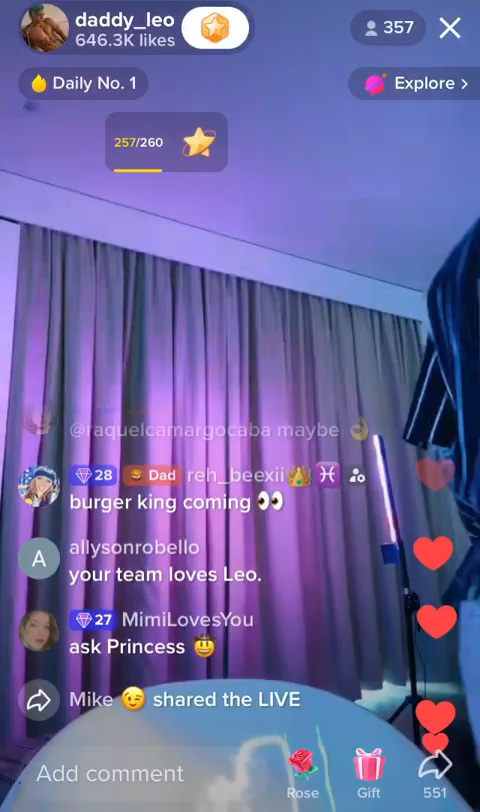 daddy_leo
646.3K likes
357
Daily No. 1
Explore >
257/260
@raquelcamargocaba maybe 👌
28 Dad reh_beexii👑♓
burger king coming 👀
A
allysonrobello
your team loves Leo.
27 MimiLovesYou
ask Princess 🤠
Mike 😉 shared the LIVE
Add comment
Rose
Gift
551